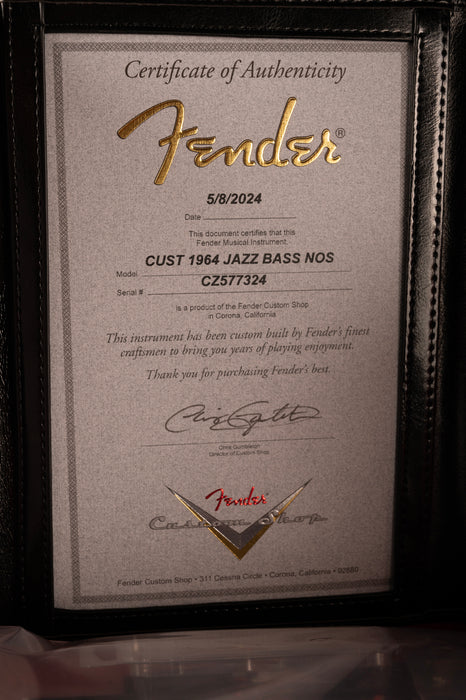 Certificate of Authenticity
Fender®
5/8/2024
Date
This document certifies that this
Fender Musical Instrument
CUST 1964 JAZZ BASS NOS
Model
CZ577324
Serial #
is a product of the Fender Custom Shop
in Corona, California
This instrument has been custom built by Fender's finest
craftsmen to bring you years of playing enjoyment.
Thank you for purchasing Fender's best.
Director of Custom Shop
Fender
Custom Shop
Fender Custom Shop • 311 Cessna Circle • Corona, California • 92880